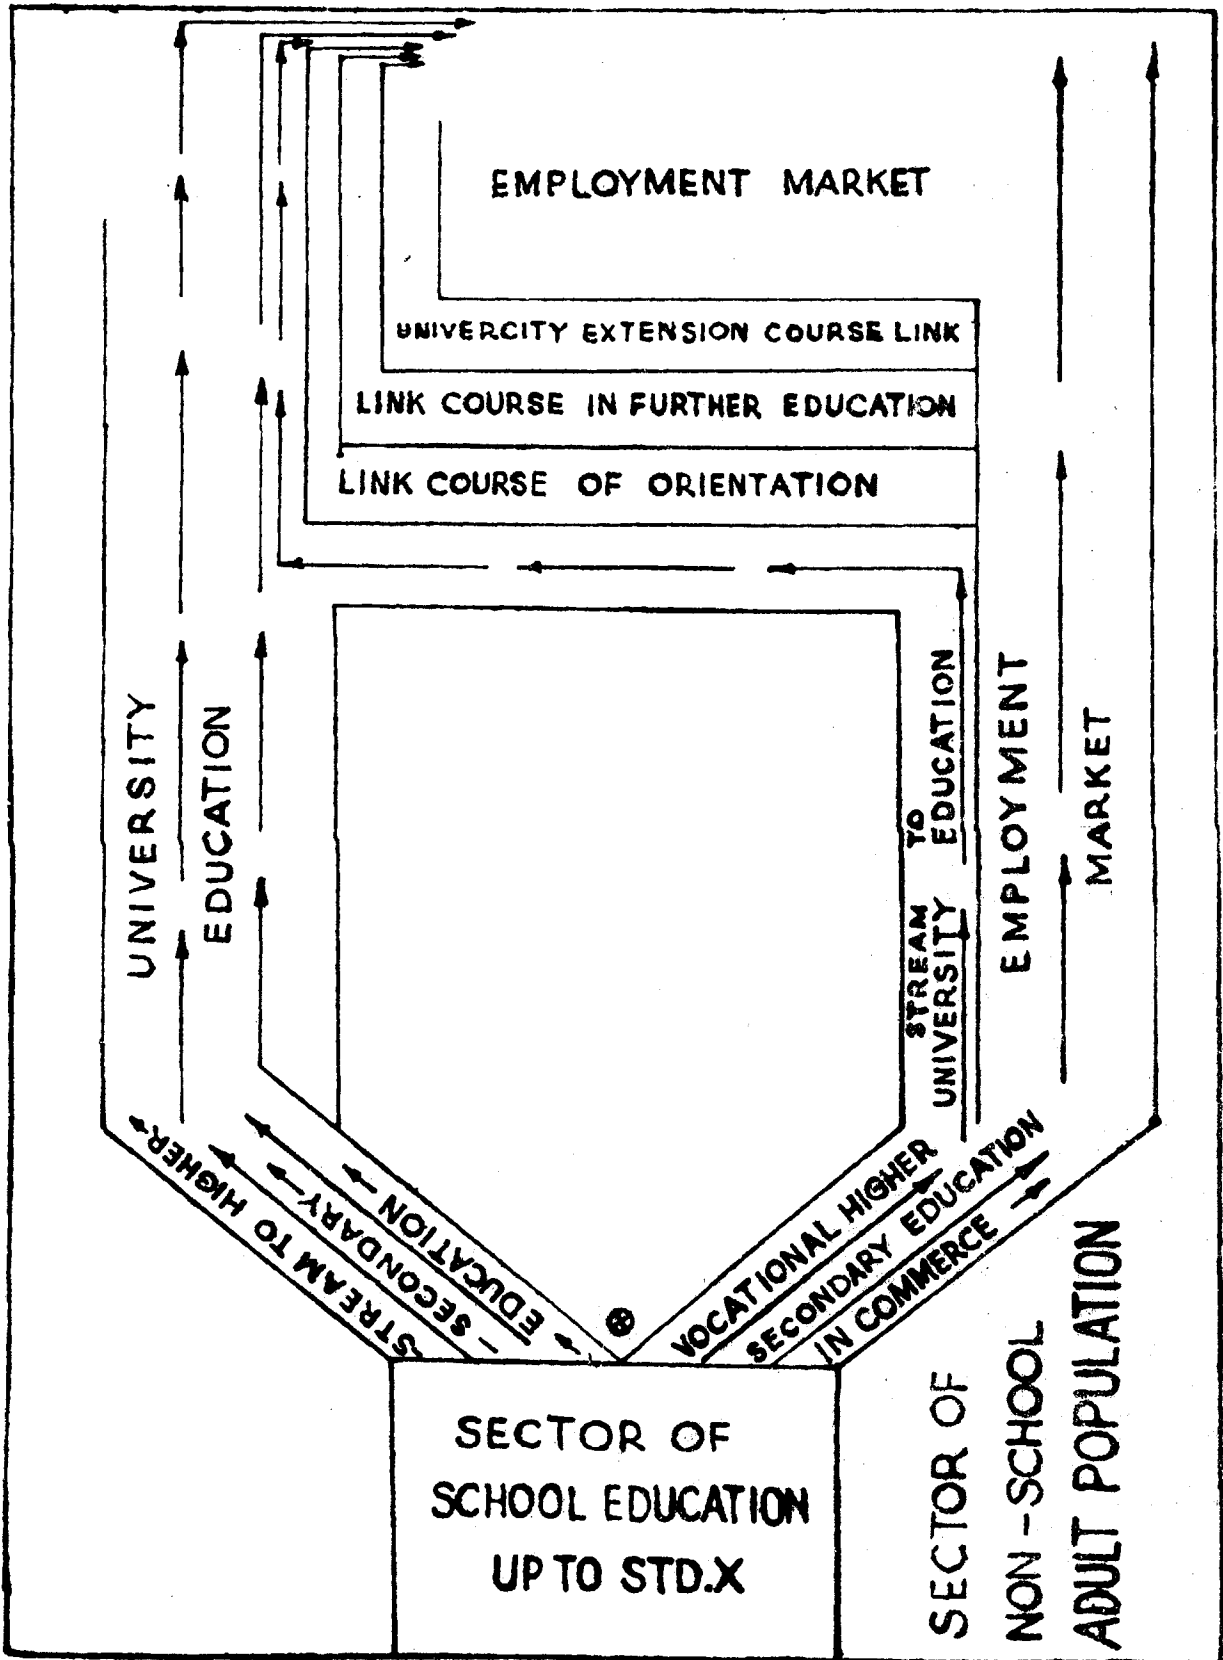 EMPLOYMENT MARKET
UNIVERCITY EXTENSION COURSE LINK
LINK COURSE IN FURTHER EDUCATION
LINK COURSE OF ORIENTATION
UNIVERSITY
EDUCATION
STREAM TO
UNIVERSITY EDUCATION
EMPLOYMENT
MARKET
STREAM TO HIGHER
SECONDARY
EDUCATION
VOCATIONAL HIGHER
SECONDARY EDUCATION
IN COMMERCE
SECTOR OF
SCHOOL EDUCATION
UP TO STD.X
SECTOR OF
NON-SCHOOL
ADULT POPULATION